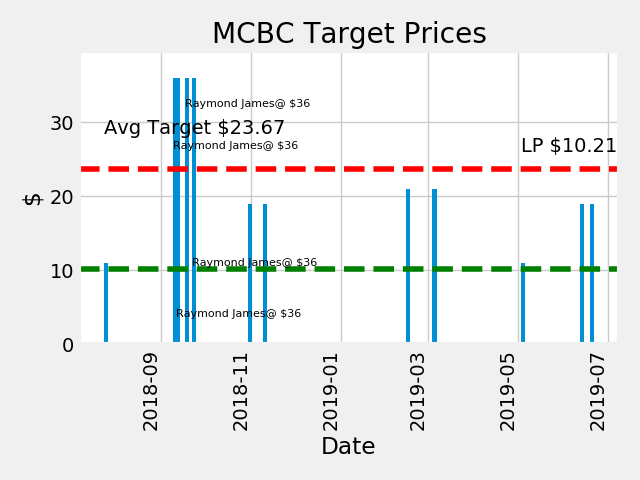 MCBC Target Prices
Raymond James@ $36
Avg Target $23.67
Raymond James@ $36
LP $10.21
Raymond James@ $36
Raymond James@ $36
$
30
20
10
0
2018-09
2018-11
2019-01
2019-03
2019-05
2019-07
Date